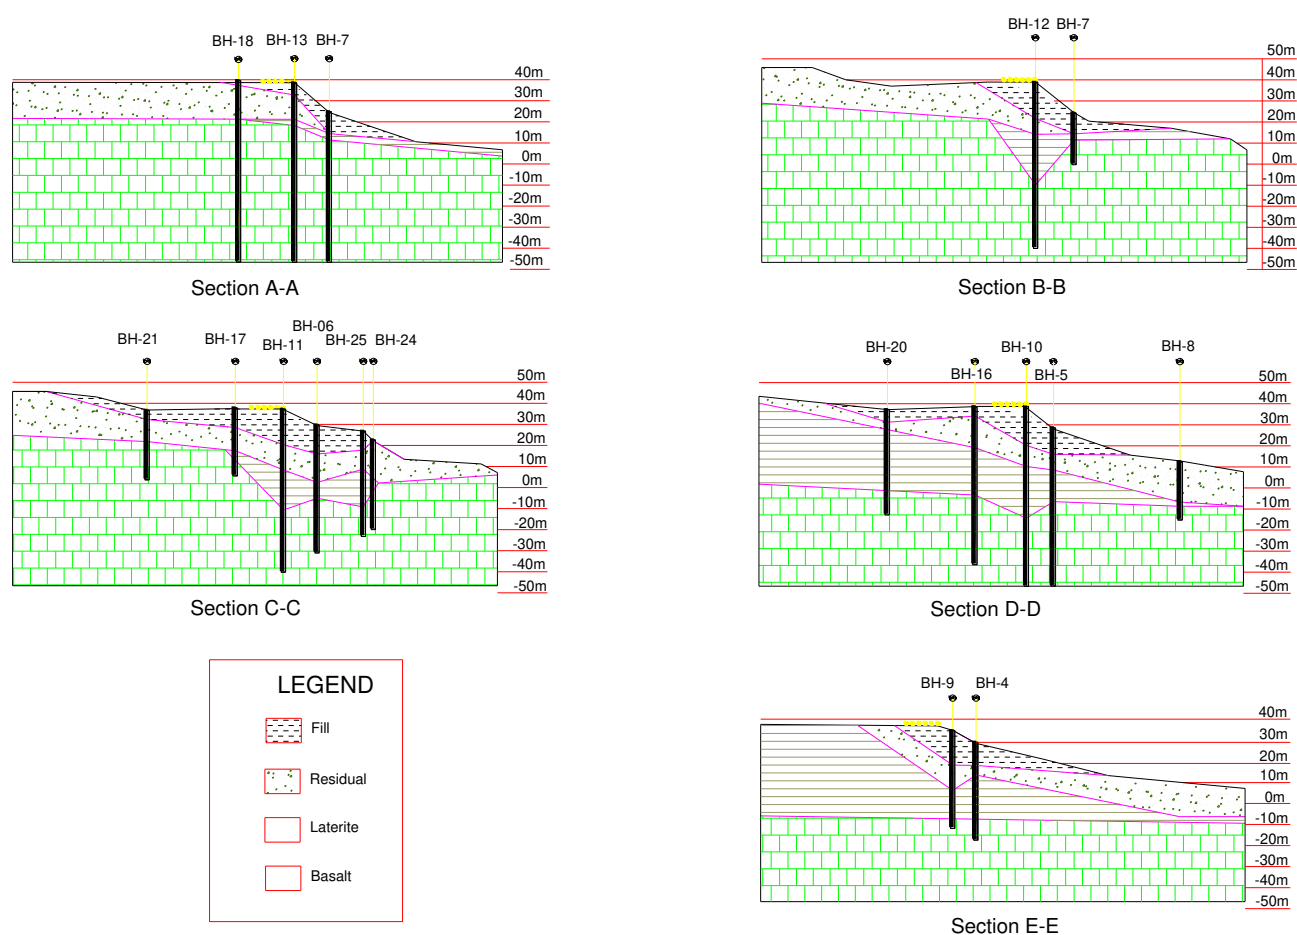 BH-18 BH-13 BH-7
40m
30m
20m
10m
0m
-10m
-20m
-30m
-40m
-50m
Section A-A
BH-12 BH-7
50m
40m
30m
20m
10m
0m
-10m
-20m
-30m
-40m
-50m
Section B-B
BH-06
BH-21 BH-17 BH-25 BH-24
BH-11
50m
40m
30m
20m
10m
0m
-10m
-20m
-30m
-40m
-50m
Section C-C
BH-20 BH-10 BH-8
BH-16 BH-5
50m
40m
30m
20m
10m
0m
-10m
-20m
-30m
-40m
-50m
Section D-D
LEGEND
Fill
Residual
Laterite
Basalt
BH-9 BH-4
40m
30m
20m
10m
0m
-10m
-20m
-30m
-40m
-50m
Section E-E